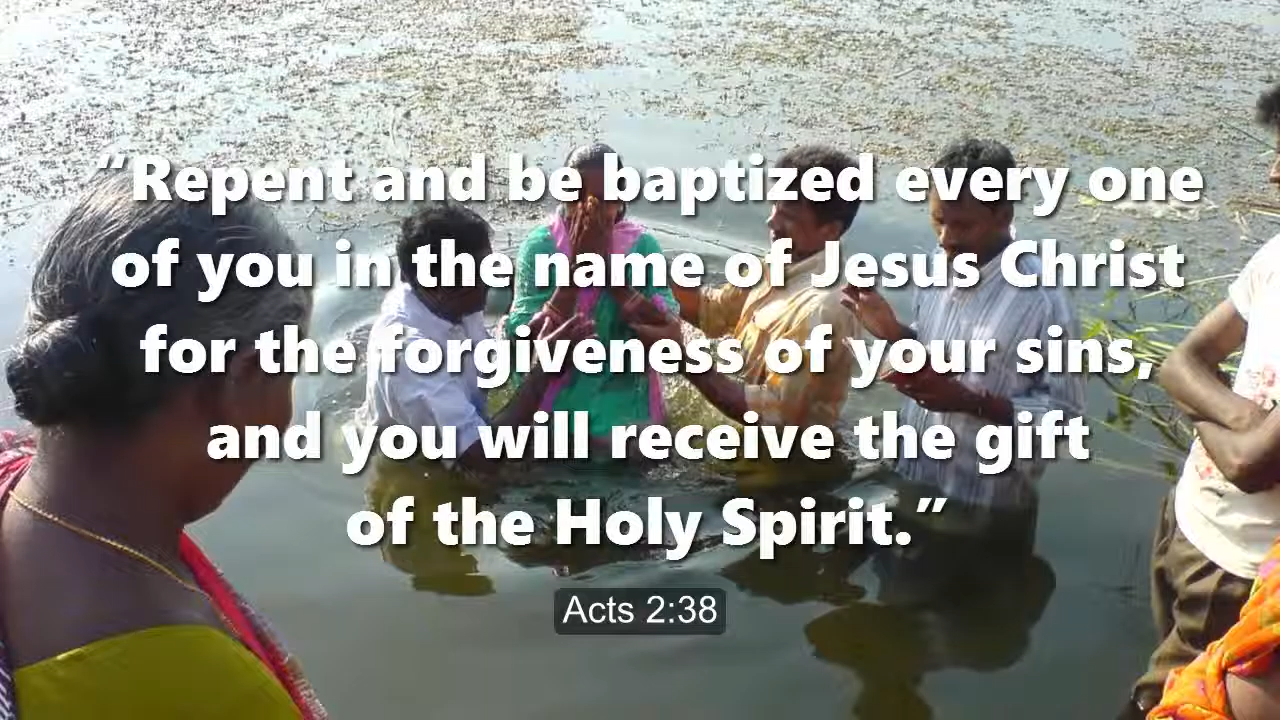 “Repent and be baptized every one
of you in the name of Jesus Christ
for the forgiveness of your sins,
and you will receive the gift
of the Holy Spirit.”
Acts 2:38